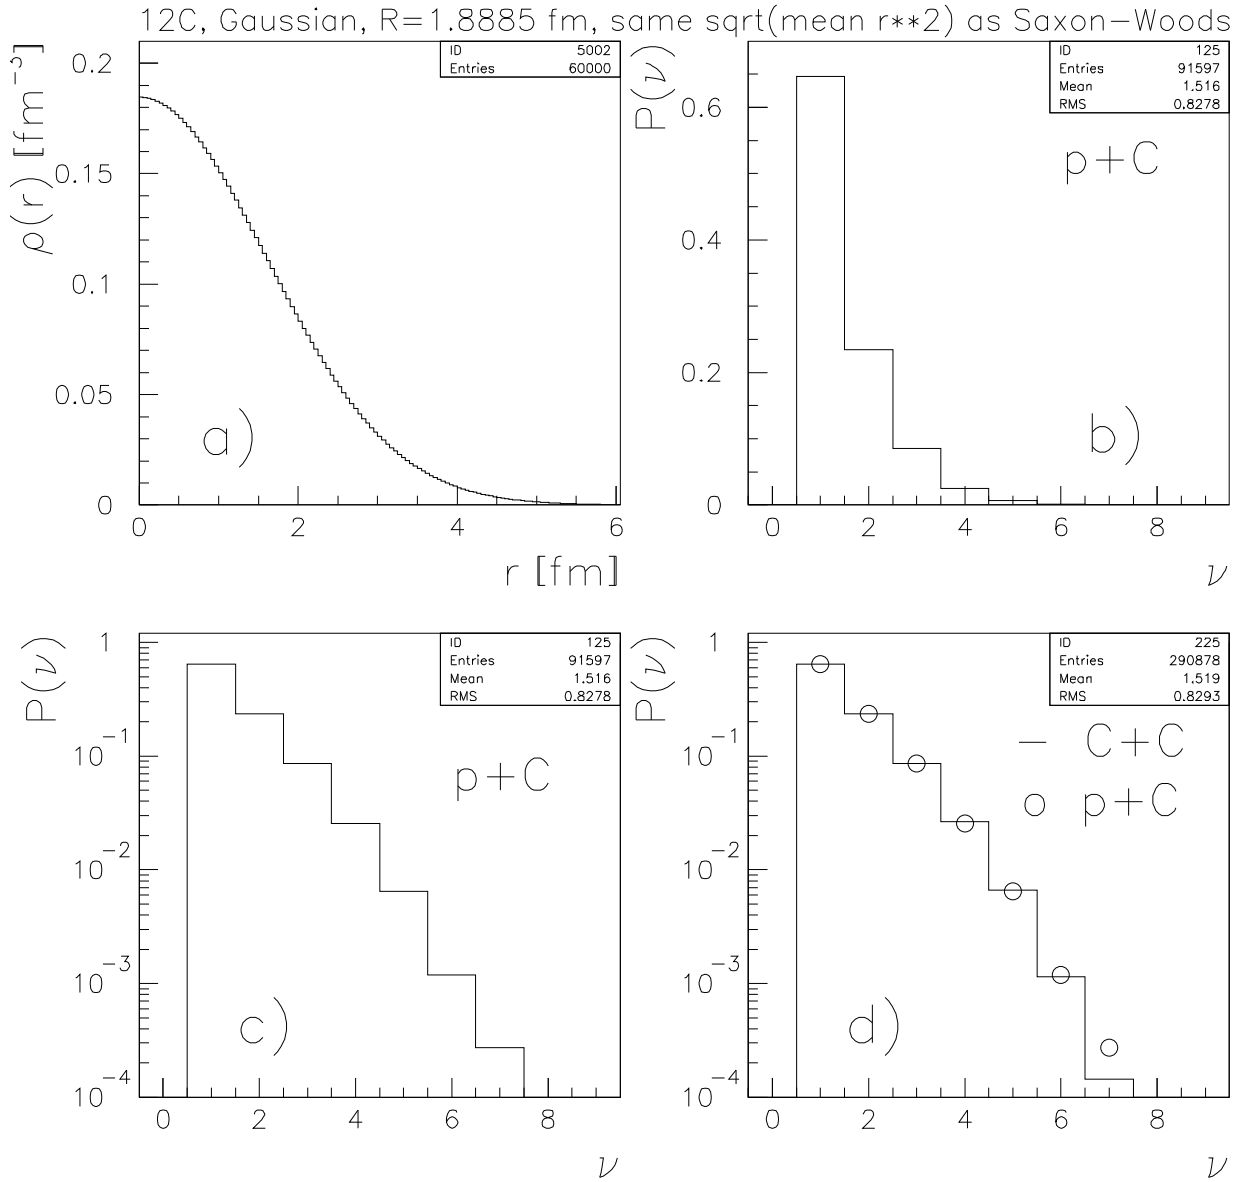 12C, Gaussian, R=1.8885 fm, same sqrt(mean r**2) as Saxon-Woods
ρ(r) [fm⁻³]
0.2
0.15
0.1
0.05
0
0 2 4 6
r [fm]
ID 5002
Entries 60000
a)
P(ν)
0.6
0.4
0.2
0
0 2 4 6 8
ν
ID 125
Entries 91597
Mean 1.516
RMS 0.8278
p+C
b)
P(ν)
1
10⁻¹
10⁻²
10⁻³
10⁻⁴
0 2 4 6 8
ν
ID 125
Entries 91597
Mean 1.516
RMS 0.8278
p+C
c)
P(ν)
1
10⁻¹
10⁻²
10⁻³
10⁻⁴
0 2 4 6 8
ν
ID 225
Entries 290878
Mean 1.519
RMS 0.8293
– C+C
o p+C
d)